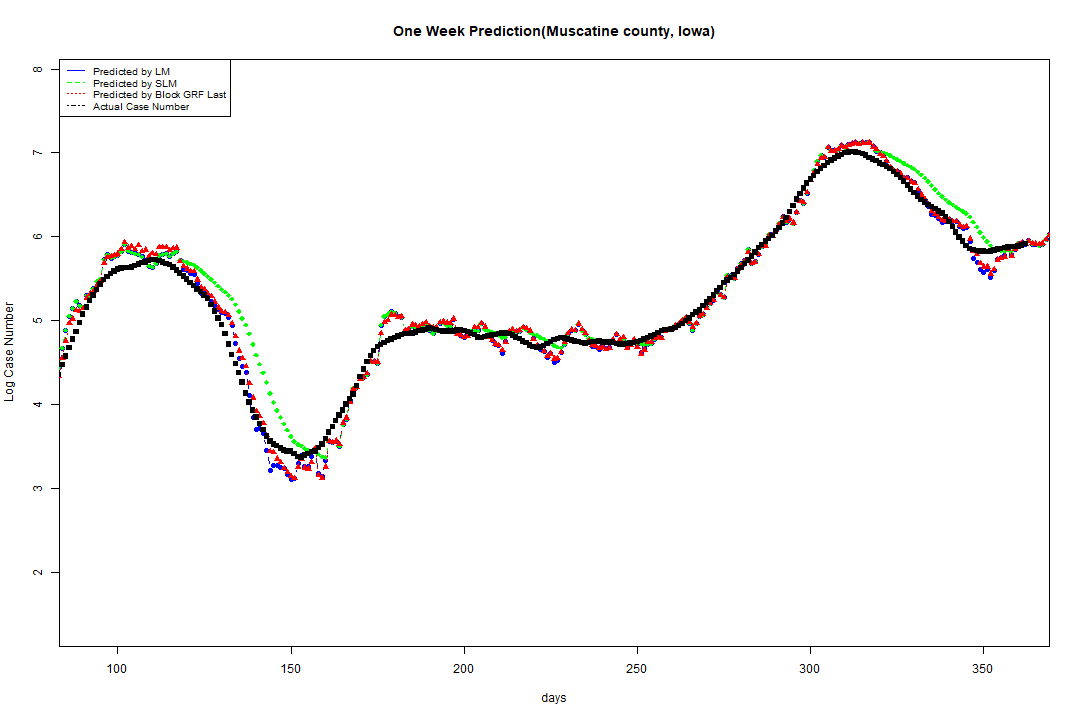 One Week Prediction(Muscatine county, Iowa)
Predicted by LM
Predicted by SLM
Predicted by Block GRF Last
Actual Case Number
8
7
6
5
4
3
2
Log Case Number
100 150 200 250 300 350
days